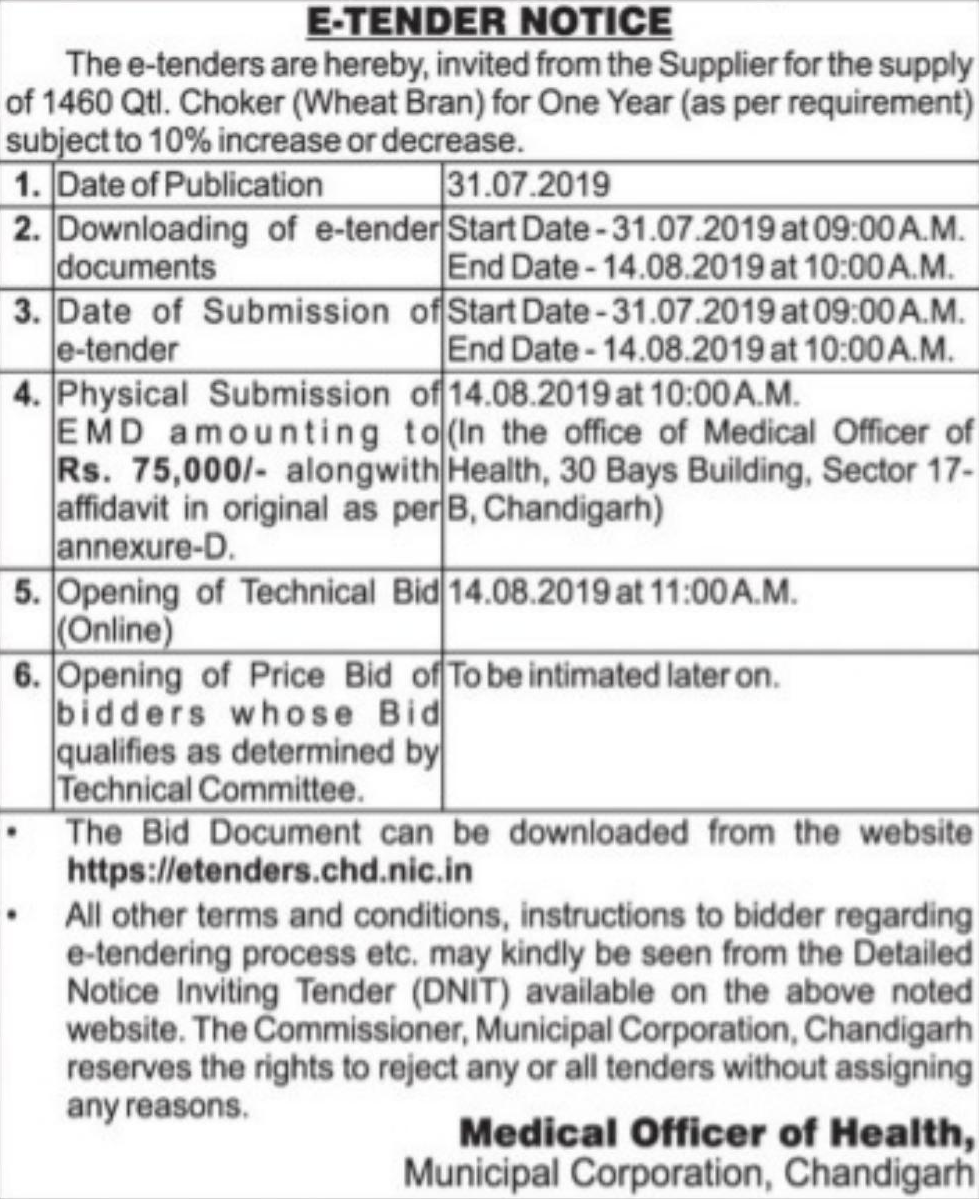 E-TENDER NOTICE
The e-tenders are hereby, invited from the Supplier for the supply
of 1460 Qtl. Choker (Wheat Bran) for One Year (as per requirement)
subject to 10% increase or decrease.
1. Date of Publication 31.07.2019
2. Downloading of e-tender Start Date - 31.07.2019 at 09:00 A.M.
documents End Date - 14.08.2019 at 10:00 A.M.
3. Date of Submission of Start Date - 31.07.2019 at 09:00 A.M.
e-tender End Date - 14.08.2019 at 10:00 A.M.
4. Physical Submission of 14.08.2019 at 10:00 A.M.
EMD amounting to (In the office of Medical Officer of
Rs. 75,000/- alongwith Health, 30 Bays Building, Sector 17-
affidavit in original as per B, Chandigarh)
annexure-D.
5. Opening of Technical Bid 14.08.2019 at 11:00 A.M.
(Online)
6. Opening of Price Bid of To be intimated later on.
bidders whose Bid
qualifies as determined by
Technical Committee.
• The Bid Document can be downloaded from the website
https://etenders.chd.nic.in
• All other terms and conditions, instructions to bidder regarding
e-tendering process etc. may kindly be seen from the Detailed
Notice Inviting Tender (DNIT) available on the above noted
website. The Commissioner, Municipal Corporation, Chandigarh
reserves the rights to reject any or all tenders without assigning
any reasons.
Medical Officer of Health,
Municipal Corporation, Chandigarh